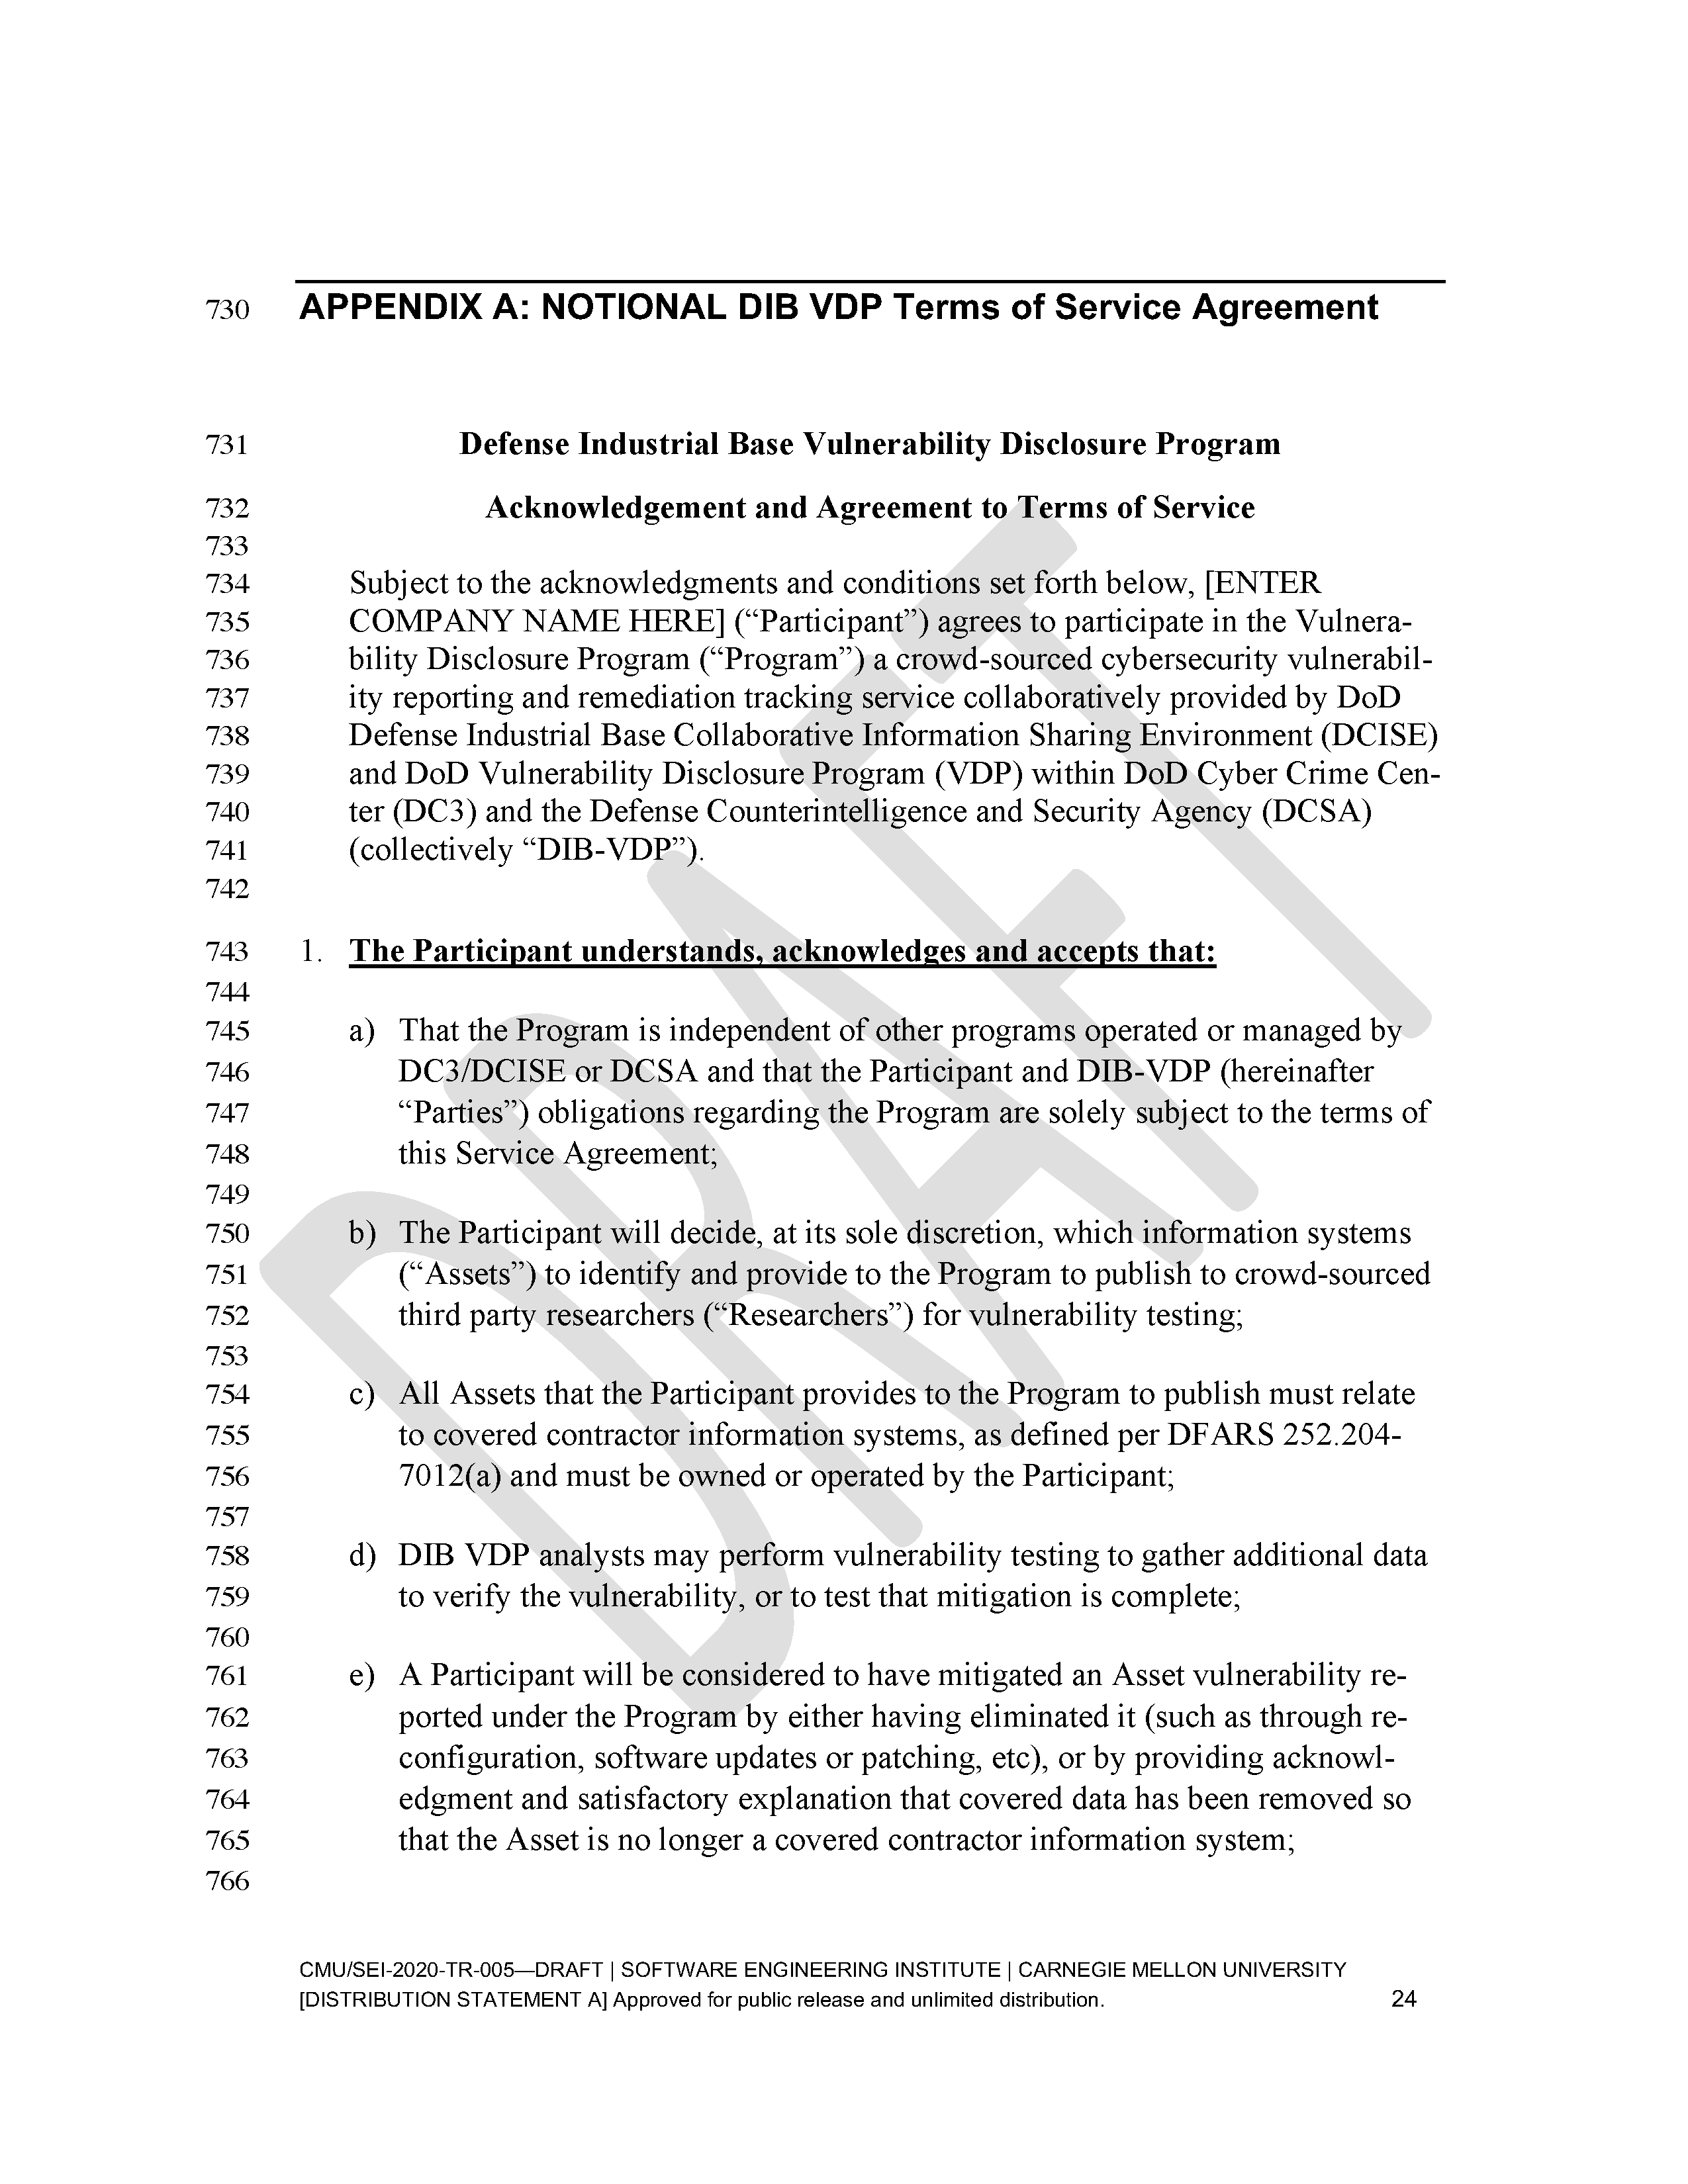 730 APPENDIX A: NOTIONAL DIB VDP Terms of Service Agreement
731 Defense Industrial Base Vulnerability Disclosure Program
732 Acknowledgement and Agreement to Terms of Service
733
734 Subject to the acknowledgments and conditions set forth below, [ENTER
735 COMPANY NAME HERE] (“Participant”) agrees to participate in the Vulnera-
736 bility Disclosure Program (“Program”) a crowd-sourced cybersecurity vulnerabil-
737 ity reporting and remediation tracking service collaboratively provided by DoD
738 Defense Industrial Base Collaborative Information Sharing Environment (DCISE)
739 and DoD Vulnerability Disclosure Program (VDP) within DoD Cyber Crime Cen-
740 ter (DC3) and the Defense Counterintelligence and Security Agency (DCSA)
741 (collectively “DIB-VDP”).
742
743 1. The Participant understands, acknowledges and accepts that:
744
745 a) That the Program is independent of other programs operated or managed by
746 DC3/DCISE or DCSA and that the Participant and DIB-VDP (hereinafter
747 “Parties”) obligations regarding the Program are solely subject to the terms of
748 this Service Agreement;
749
750 b) The Participant will decide, at its sole discretion, which information systems
751 (“Assets”) to identify and provide to the Program to publish to crowd-sourced
752 third party researchers (“Researchers”) for vulnerability testing;
753
754 c) All Assets that the Participant provides to the Program to publish must relate
755 to covered contractor information systems, as defined per DFARS 252.204-
756 7012(a) and must be owned or operated by the Participant;
757
758 d) DIB VDP analysts may perform vulnerability testing to gather additional data
759 to verify the vulnerability, or to test that mitigation is complete;
760
761 e) A Participant will be considered to have mitigated an Asset vulnerability re-
762 ported under the Program by either having eliminated it (such as through re-
763 configuration, software updates or patching, etc), or by providing acknowl-
764 edgment and satisfactory explanation that covered data has been removed so
765 that the Asset is no longer a covered contractor information system;
766
DRAFT
CMU/SEI-2020-TR-005—DRAFT | SOFTWARE ENGINEERING INSTITUTE | CARNEGIE MELLON UNIVERSITY
[DISTRIBUTION STATEMENT A] Approved for public release and unlimited distribution. 24